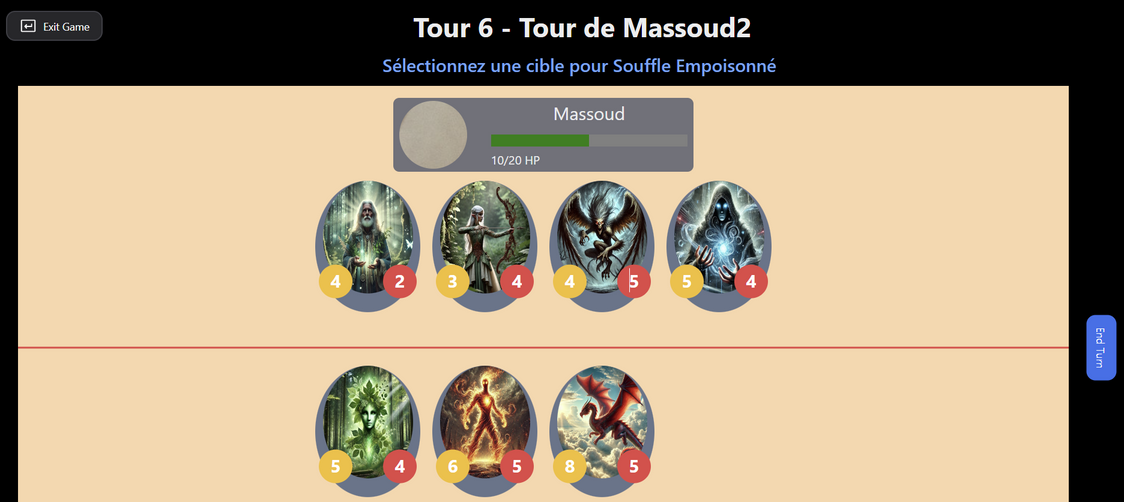 Exit Game
Tour 6 - Tour de Massoud2
Sélectionnez une cible pour Souffle Empoisonné
Massoud
10/20 HP
4 2 3 4 4 5 5 4
End Turn
5 4 6 5 8 5